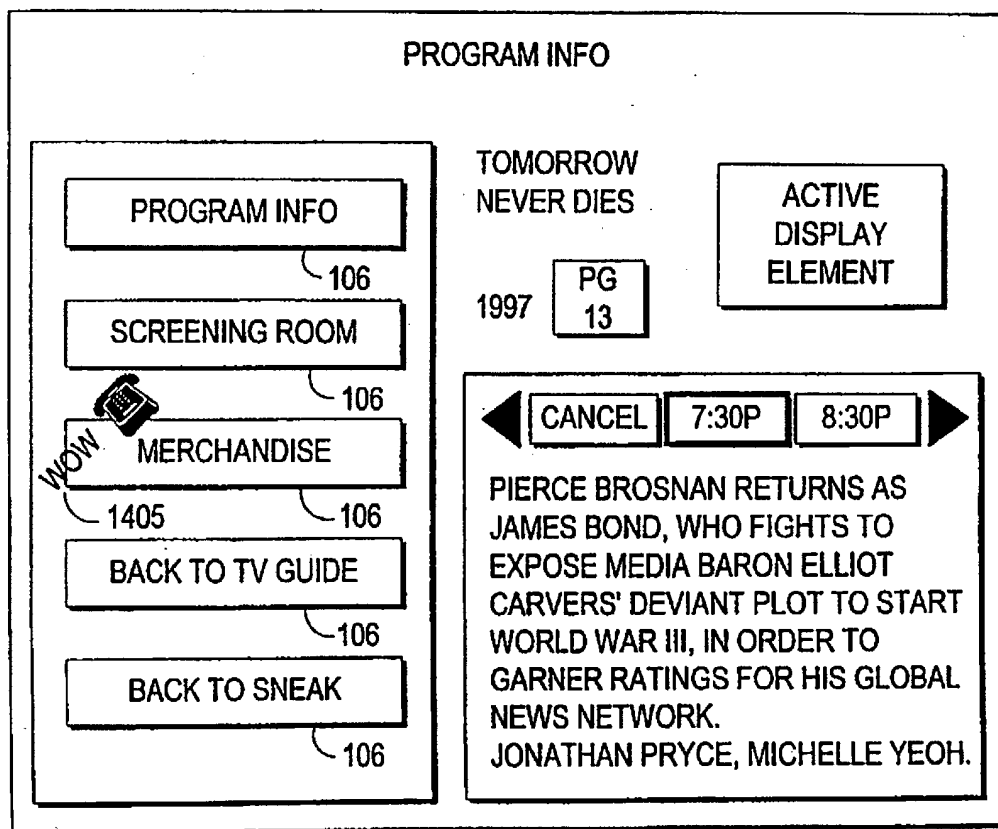 PROGRAM INFO
PROGRAM INFO
106
SCREENING ROOM
106
WOW
MERCHANDISE
1405
106
BACK TO TV GUIDE
106
BACK TO SNEAK
106
TOMORROW
NEVER DIES
1997
PG
13
ACTIVE
DISPLAY
ELEMENT
CANCEL 7:30P 8:30P
PIERCE BROSNAN RETURNS AS
JAMES BOND, WHO FIGHTS TO
EXPOSE MEDIA BARON ELLIOT
CARVERS' DEVIANT PLOT TO START
WORLD WAR III, IN ORDER TO
GARNER RATINGS FOR HIS GLOBAL
NEWS NETWORK.
JONATHAN PRYCE, MICHELLE YEOH.